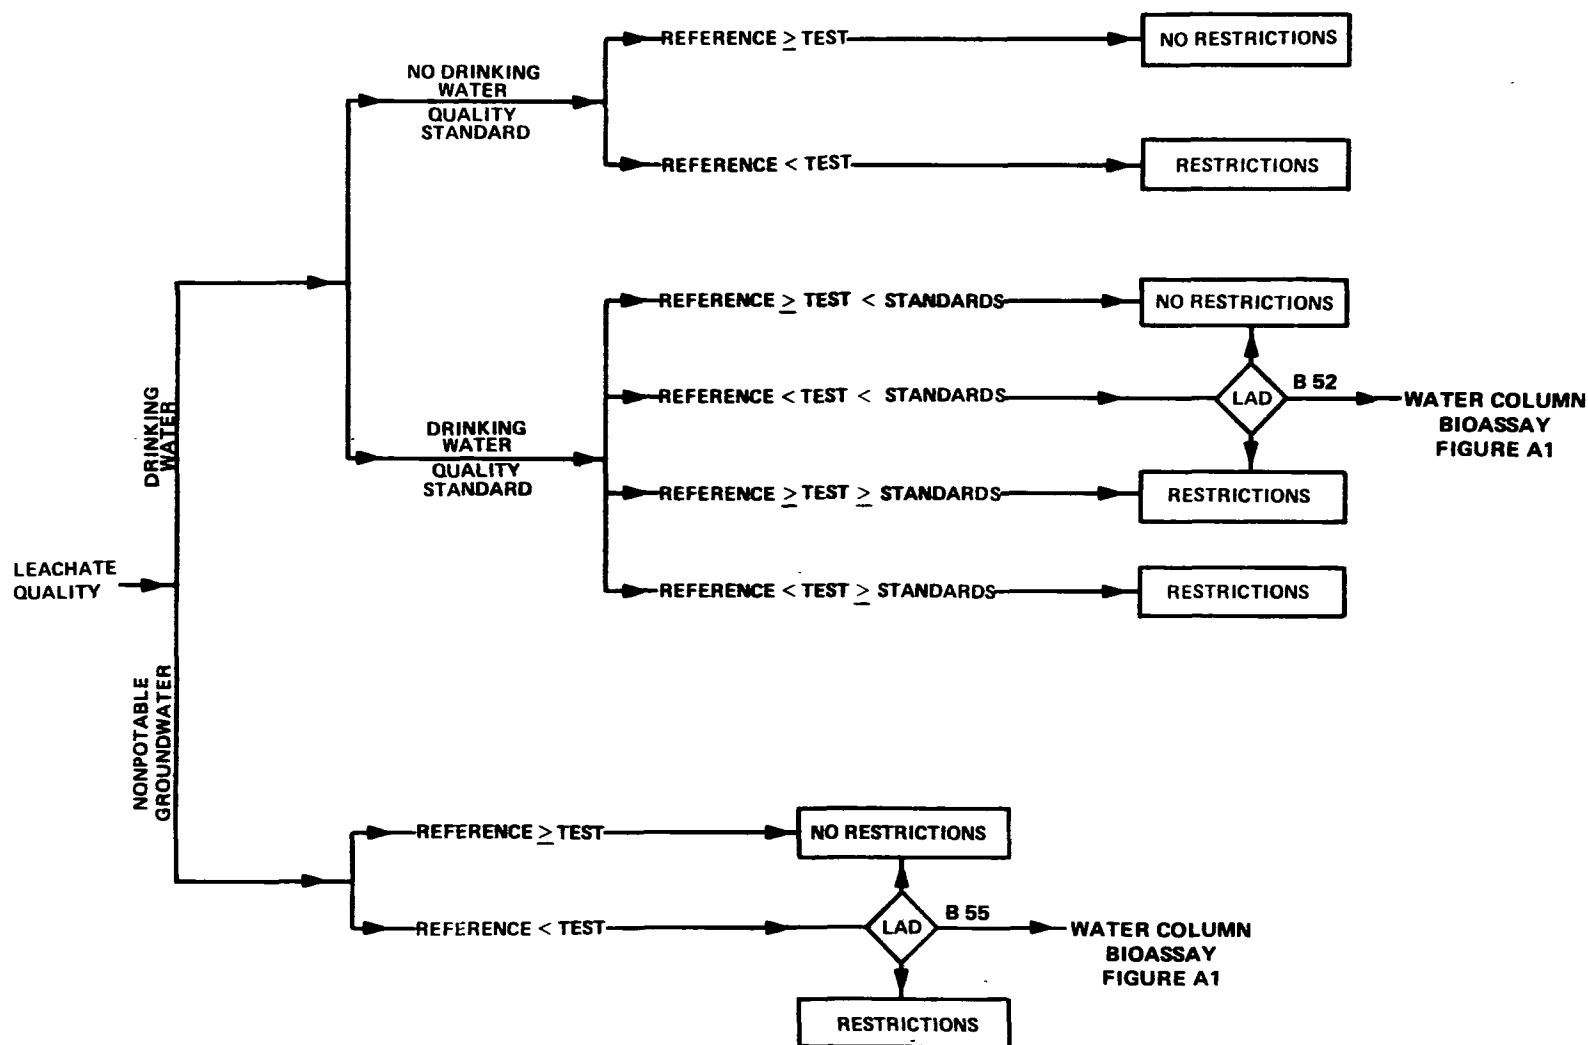 REFERENCE ≥ TEST
NO RESTRICTIONS
NO DRINKING
WATER
QUALITY
STANDARD
REFERENCE < TEST
RESTRICTIONS
REFERENCE ≥ TEST < STANDARDS
NO RESTRICTIONS
REFERENCE < TEST < STANDARDS
LAD
B 52
WATER COLUMN
BIOASSAY
FIGURE A1
DRINKING
WATER
DRINKING
WATER
QUALITY
STANDARD
REFERENCE ≥ TEST ≥ STANDARDS
RESTRICTIONS
REFERENCE < TEST ≥ STANDARDS
RESTRICTIONS
LEACHATE
QUALITY
NONPOTABLE
GROUNDWATER
REFERENCE ≥ TEST
NO RESTRICTIONS
REFERENCE < TEST
LAD
B 55
WATER COLUMN
BIOASSAY
FIGURE A1
RESTRICTIONS